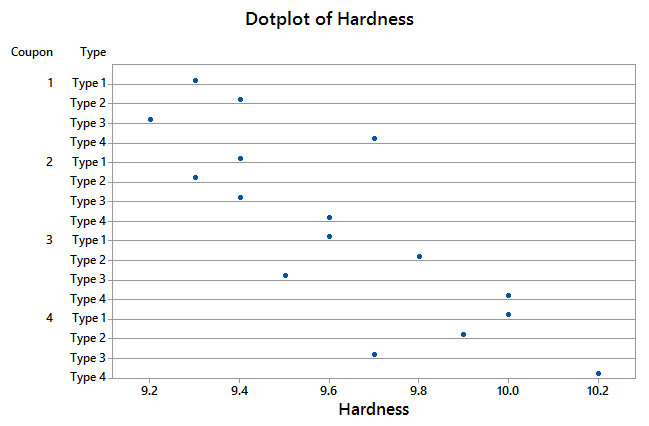 Dotplot of Hardness
Coupon Type
1 Type 1
Type 2
Type 3
Type 4
2 Type 1
Type 2
Type 3
Type 4
3 Type 1
Type 2
Type 3
Type 4
4 Type 1
Type 2
Type 3
Type 4
9.2 9.4 9.6 9.8 10.0 10.2
Hardness